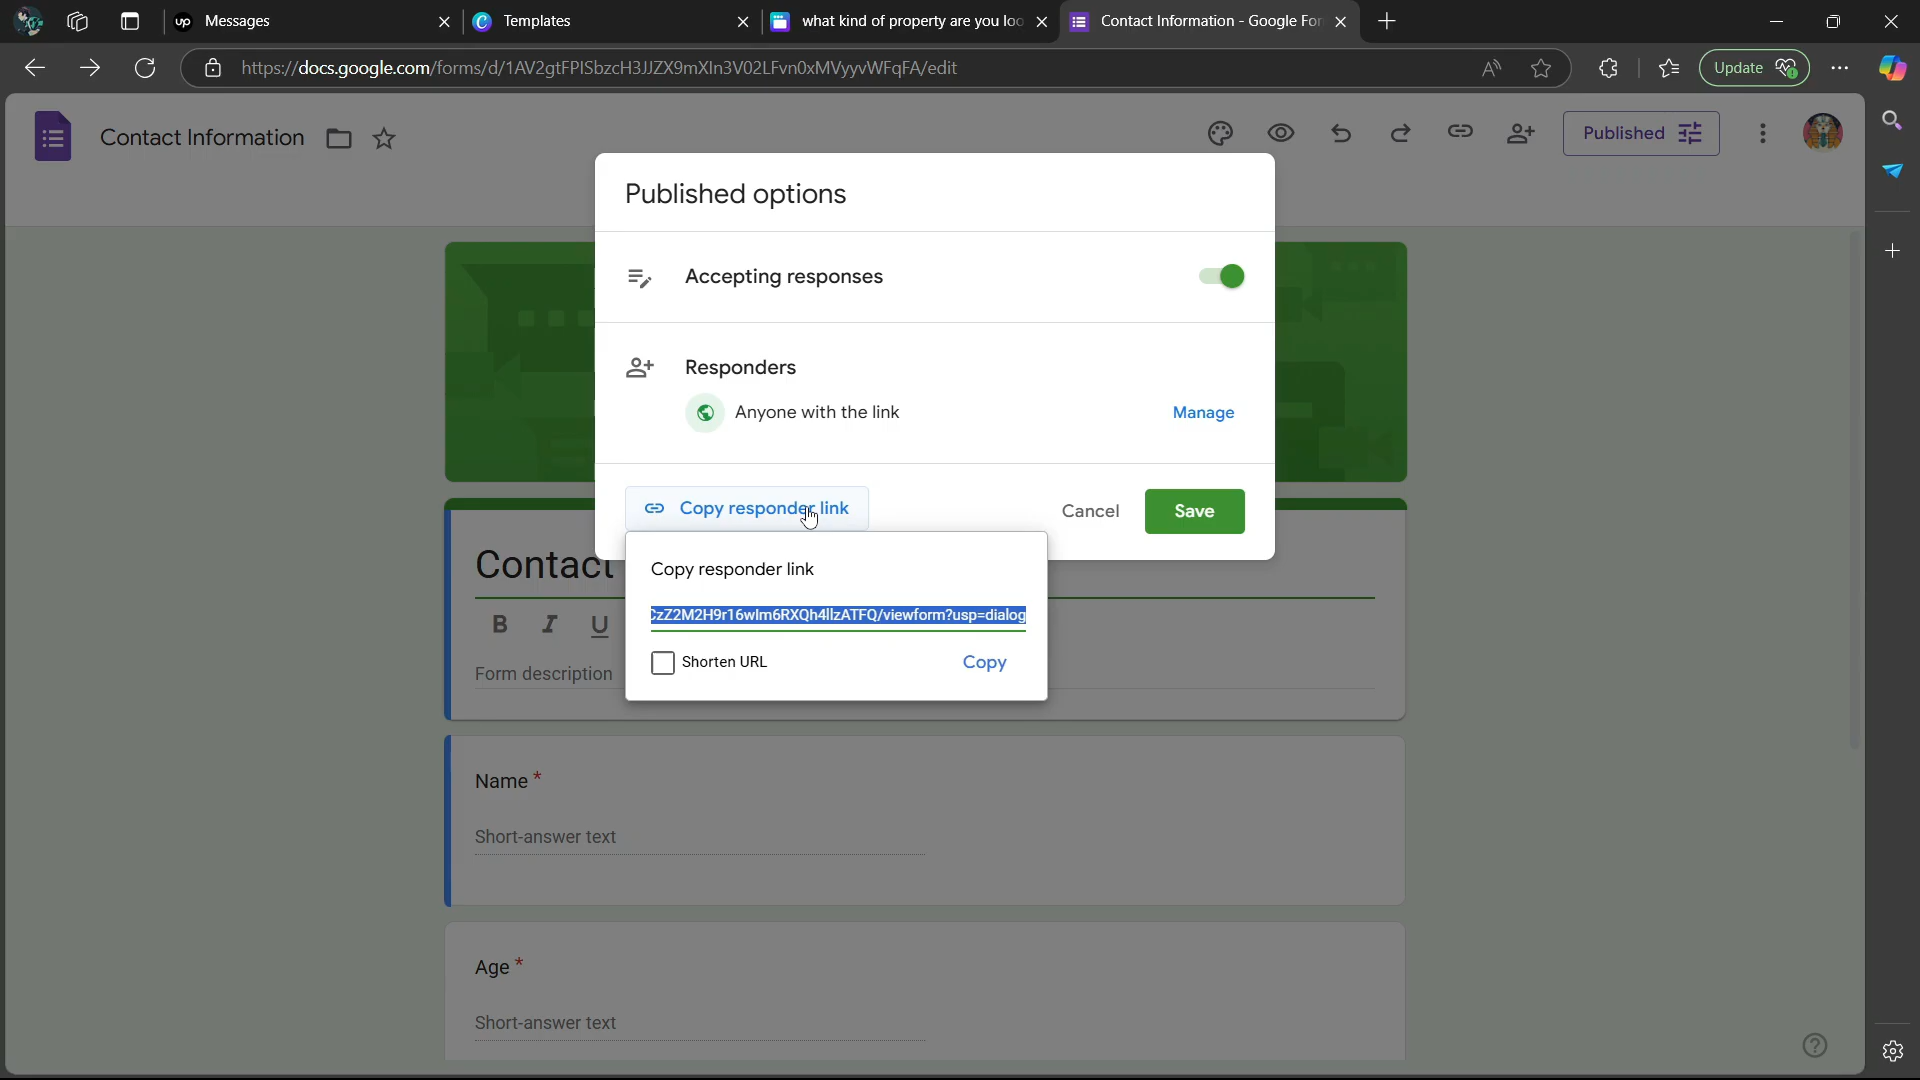 Messages
Templates
what kind of property are you loo
Contact Information - Google For
https://docs.google.com/forms/d/1AV2gtFPISbzcH3JJZX9mXIn3V02LFvn0xMVyyvWFqFA/edit
Update
Contact Information
Published
Published options
Accepting responses
Responders
Anyone with the link
Manage
Copy responder link
Cancel
Save
Contact
Copy responder link
CzZ2M2H9r16wlm6RXQh4llzATFQ/viewform?usp=dialog
B I U
Form description
Shorten URL
Copy
Name *
Short-answer text
Age *
Short-answer text